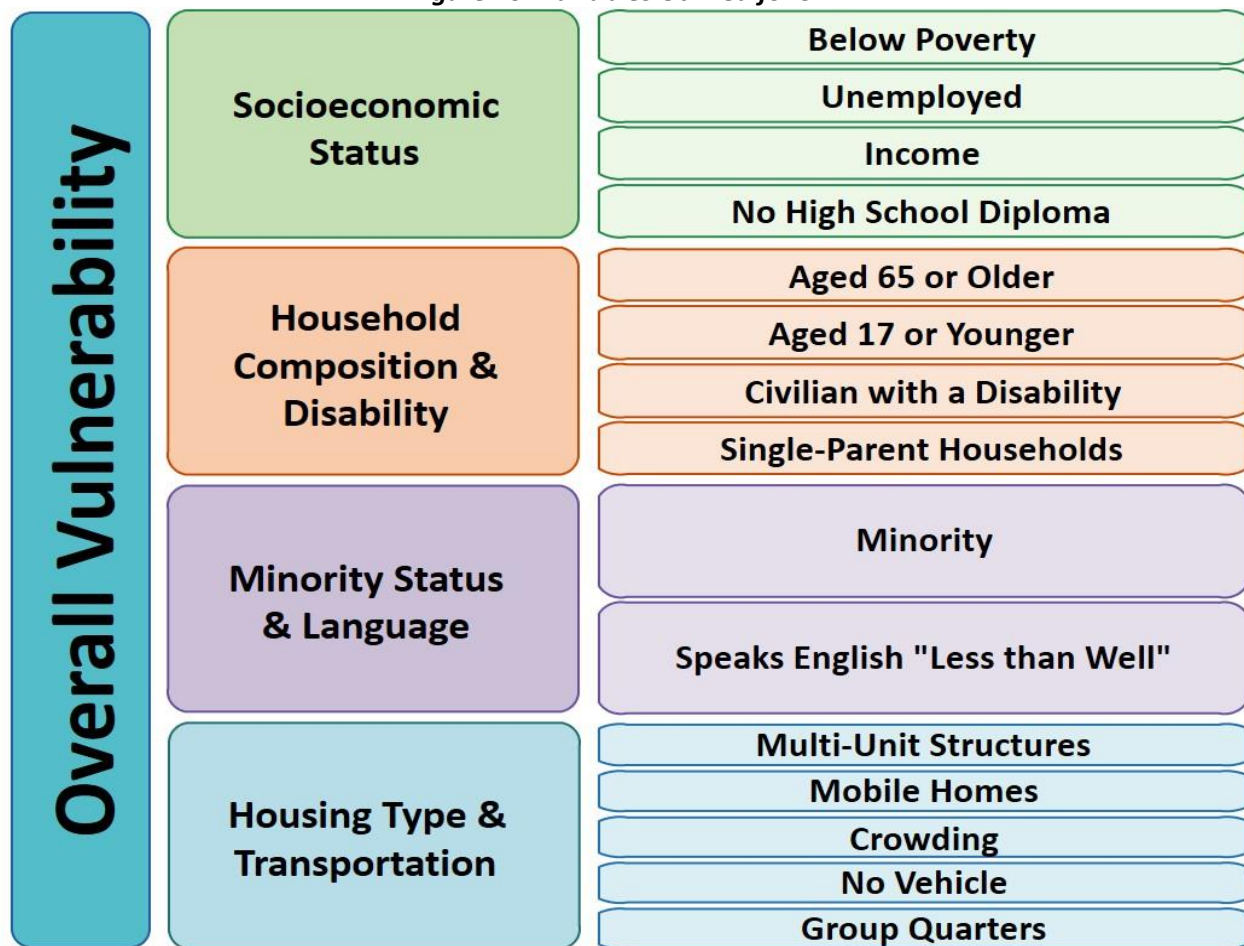 Overall Vulnerability
Socioeconomic
Status
Below Poverty
Unemployed
Income
No High School Diploma
Household
Composition &
Disability
Aged 65 or Older
Aged 17 or Younger
Civilian with a Disability
Single-Parent Households
Minority Status
& Language
Minority
Speaks English "Less than Well"
Housing Type &
Transportation
Multi-Unit Structures
Mobile Homes
Crowding
No Vehicle
Group Quarters